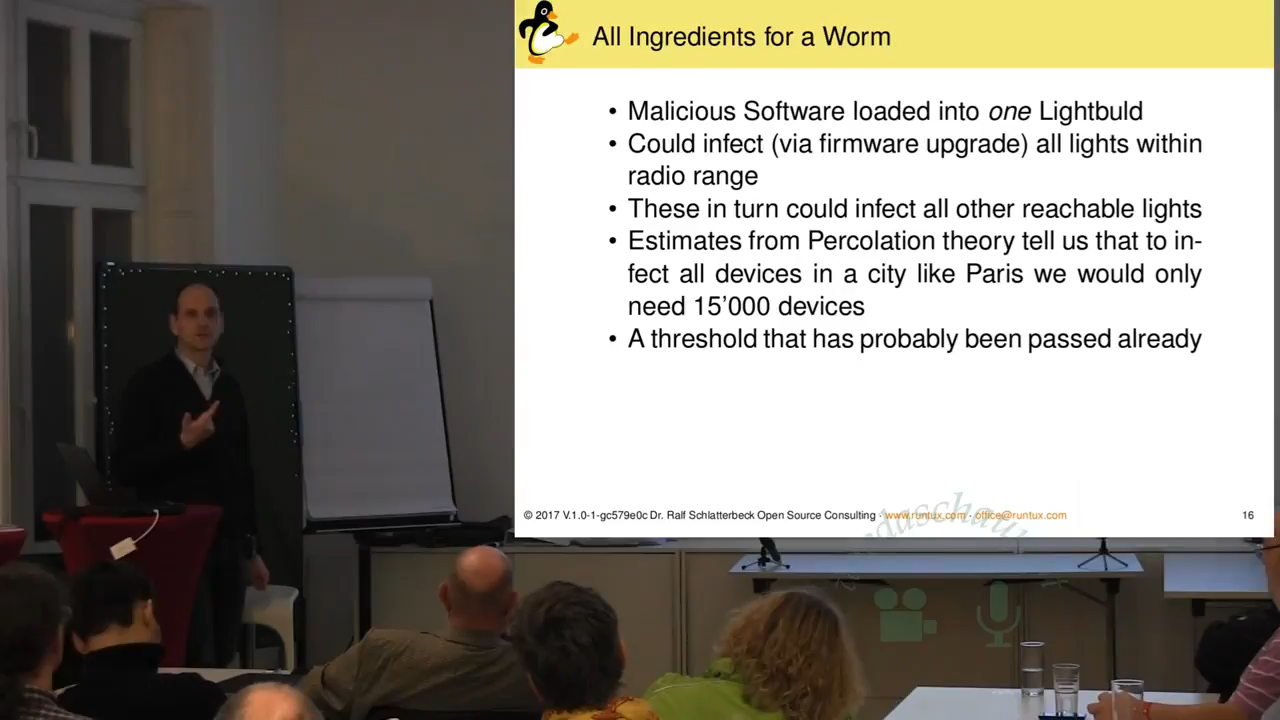 All Ingredients for a Worm
• Malicious Software loaded into one Lightbuld
• Could infect (via firmware upgrade) all lights within
radio range
• These in turn could infect all other reachable lights
• Estimates from Percolation theory tell us that to in-
fect all devices in a city like Paris we would only
need 15'000 devices
• A threshold that has probably been passed already
© 2017 V.1.0-1-gc579e0c Dr. Ralf Schlatterbeck Open Source Consulting · www.runtux.com · office@runtux.com
16